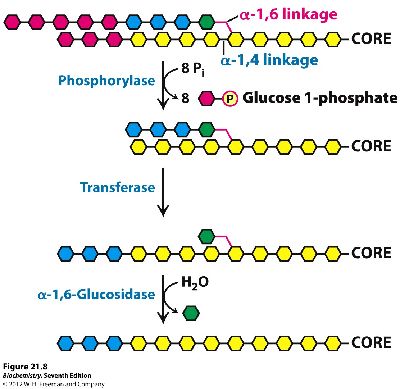 α-1,6 linkage
CORE
α-1,4 linkage
8 Pi
Phosphorylase
8 P Glucose 1-phosphate
CORE
Transferase
CORE
H2O
α-1,6-Glucosidase
CORE
Figure 21.8
Biochemistry, Seventh Edition
© 2012 W. H. Freeman and Company